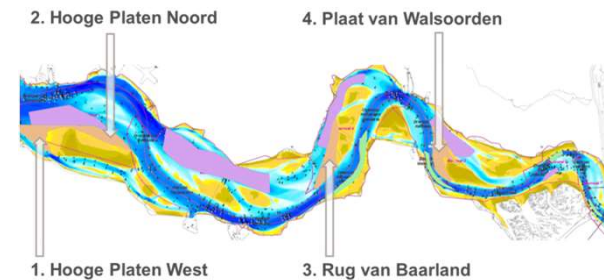 2. Hooge Platen Noord
4. Plaat van Walsoorden
1. Hooge Platen West
3. Rug van Baarland